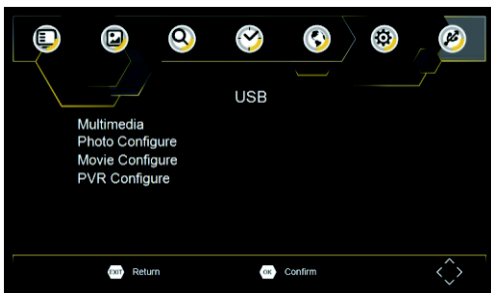 USB
Multimedia
Photo Configure
Movie Configure
PVR Configure
EXIT Return OK Confirm